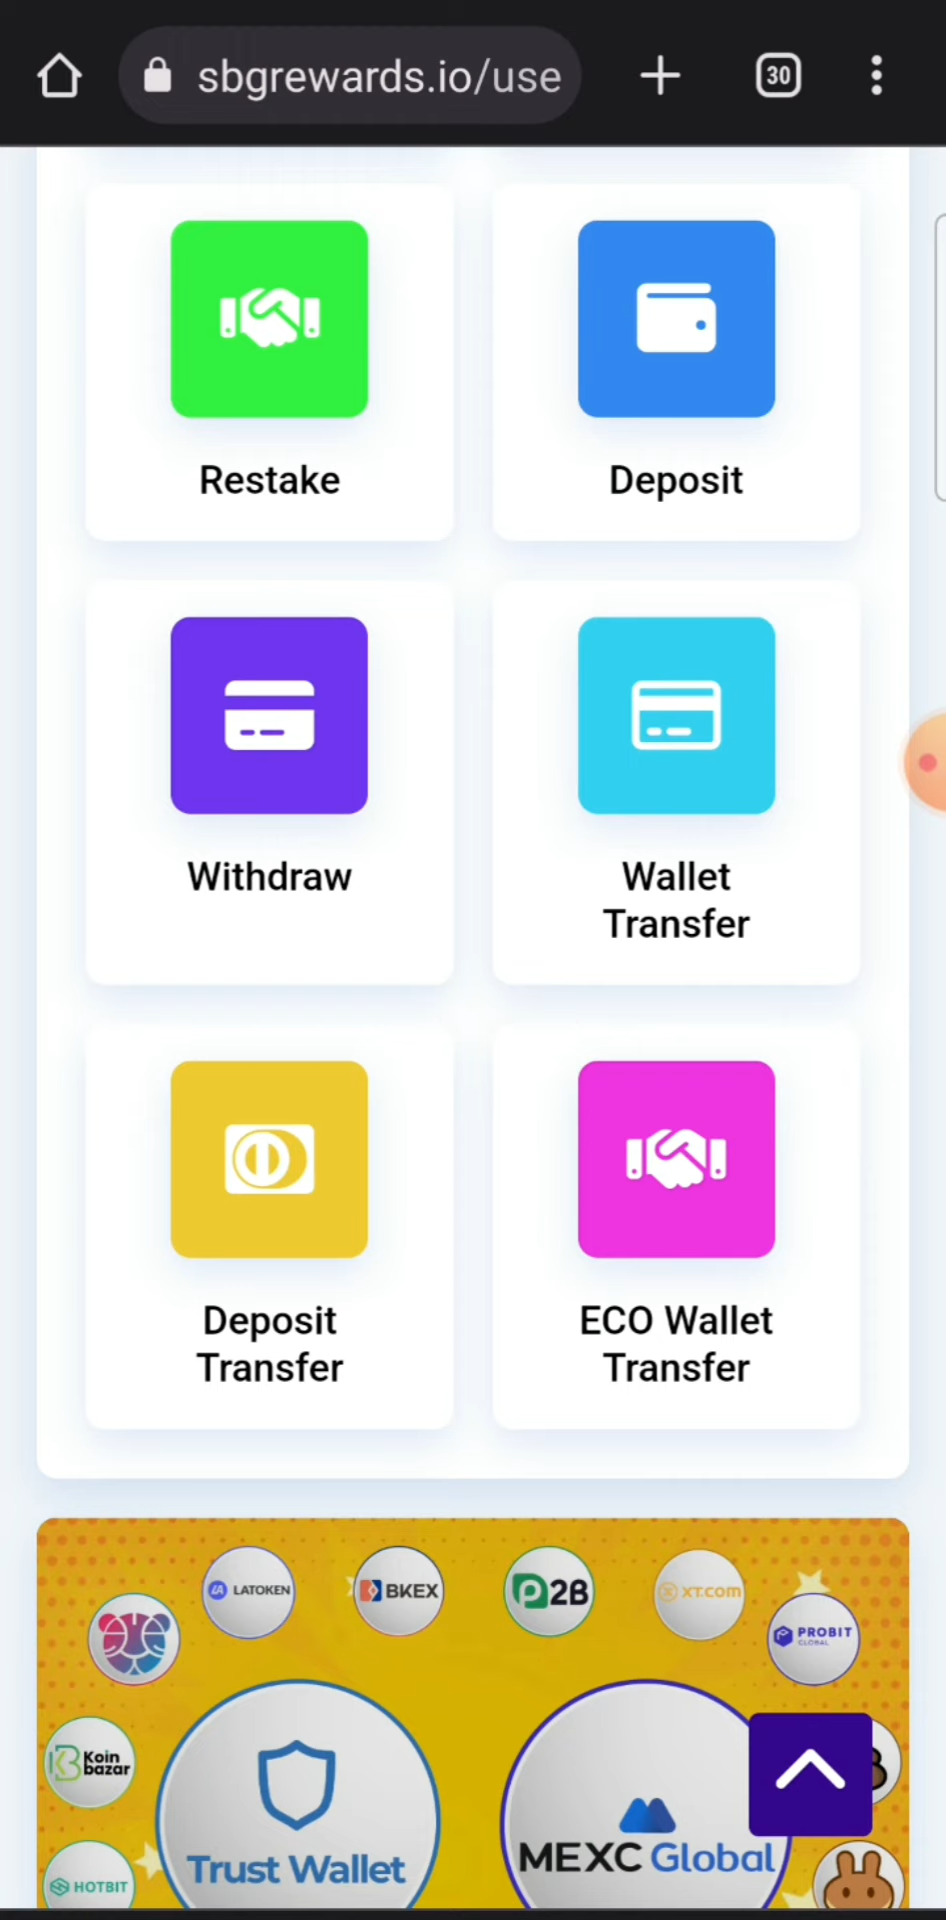 sbgrewards.io/use
30
Restake
Deposit
Withdraw
Wallet
Transfer
Deposit
Transfer
ECO Wallet
Transfer
LA LATOKEN
BKEX
P2B
XT.COM
PROBIT
GLOBAL
Koin
bazar
Trust Wallet
MEXC Global
HOTBIT